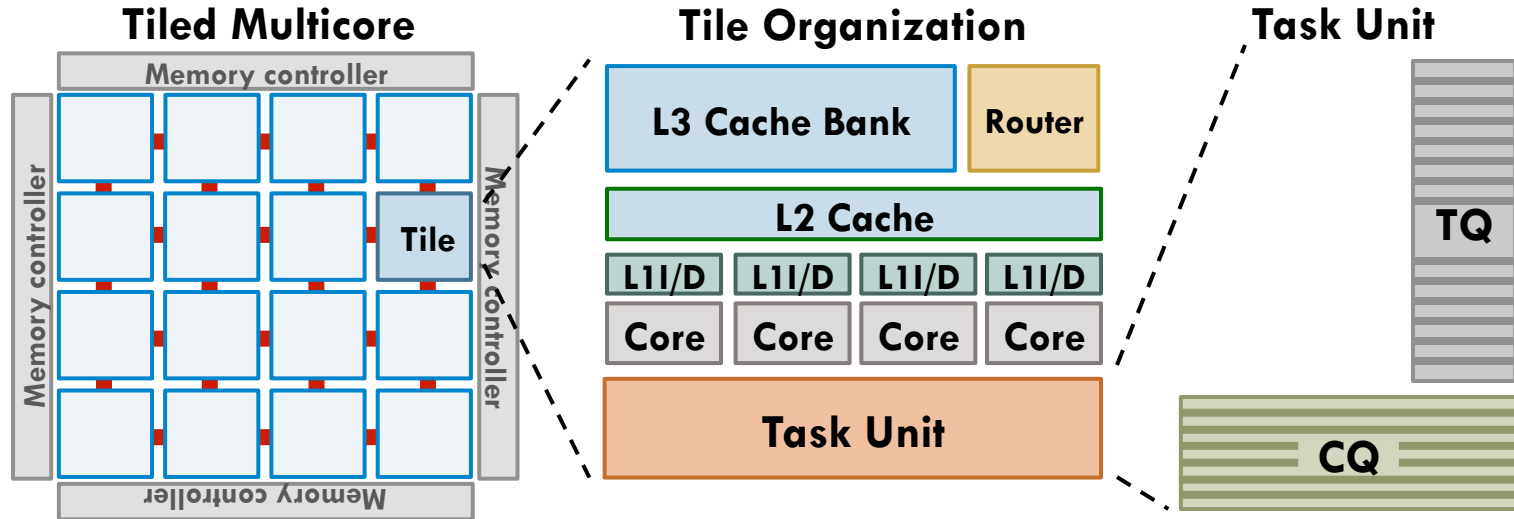 Tiled Multicore
Memory controller
Memory controller
Tile
Memory controller
Memory controller
Tile Organization
L3 Cache Bank
Router
L2 Cache
L1I/D L1I/D L1I/D L1I/D
Core Core Core Core
Task Unit
Task Unit
TQ
CQ